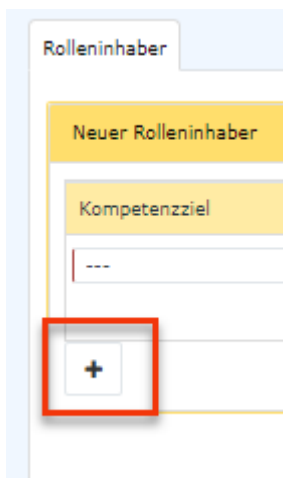 Rolleninhaber
Neuer Rolleninhaber
Kompetenzziel
---
+